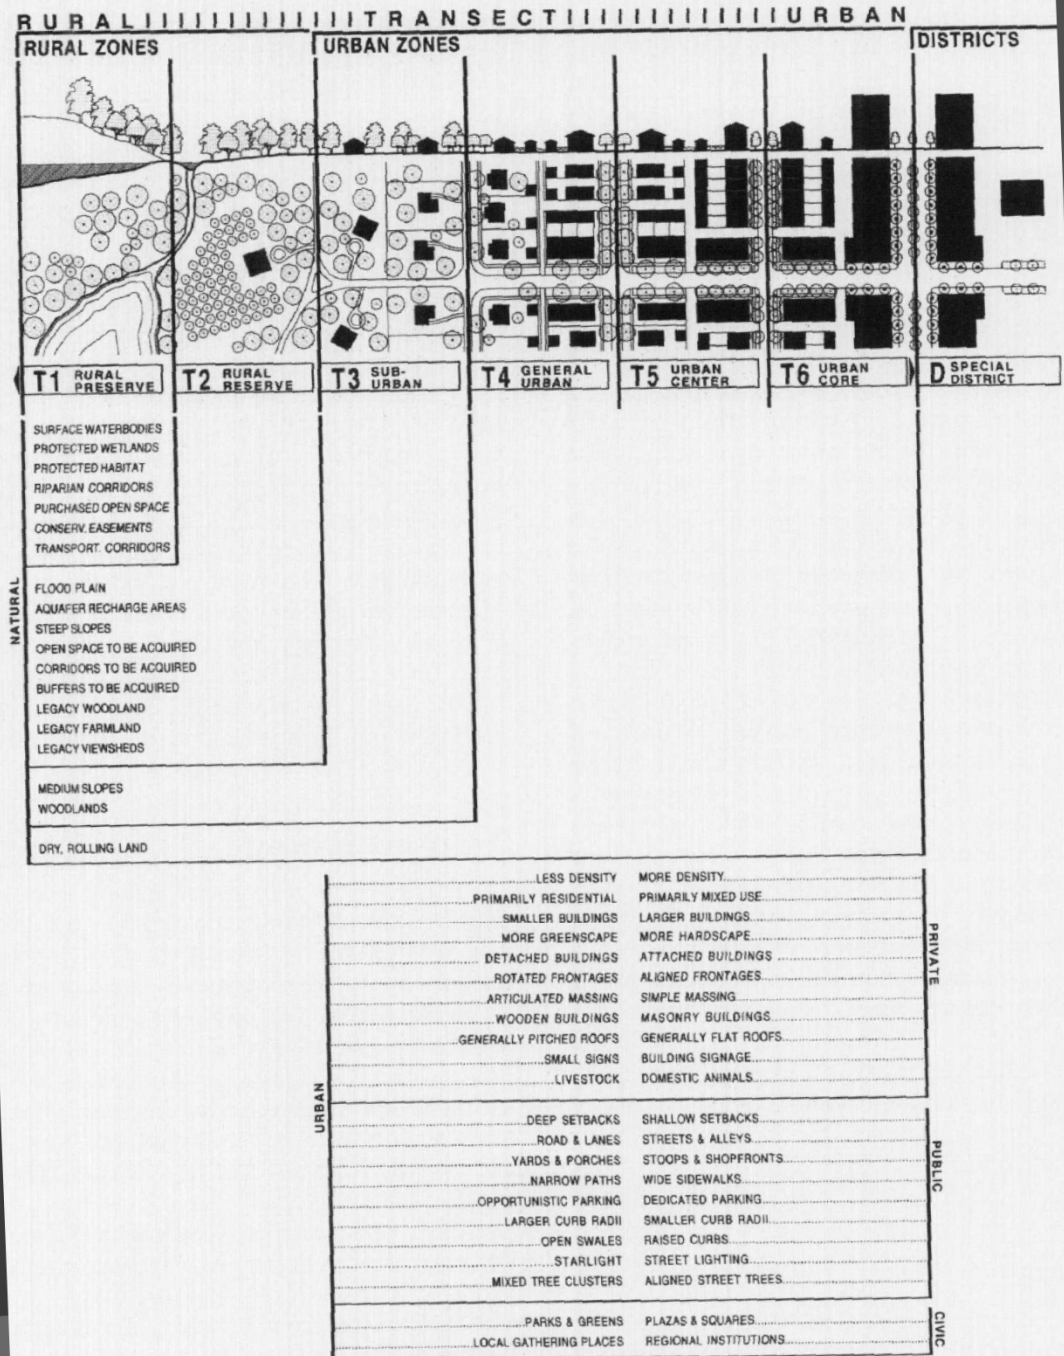 RURAL IIIIIIIIIIIII TRANSECT IIIIIIIIIIIII URBAN
RURAL ZONES
URBAN ZONES
DISTRICTS
T1 RURAL PRESERVE
T2 RURAL RESERVE
T3 SUB-URBAN
T4 GENERAL URBAN
T5 URBAN CENTER
T6 URBAN CORE
D SPECIAL DISTRICT
NATURAL
SURFACE WATERBODIES
PROTECTED WETLANDS
PROTECTED HABITAT
RIPARIAN CORRIDORS
PURCHASED OPEN SPACE
CONSERV. EASEMENTS
TRANSPORT. CORRIDORS
FLOOD PLAIN
AQUAFER RECHARGE AREAS
STEEP SLOPES
OPEN SPACE TO BE ACQUIRED
CORRIDORS TO BE ACQUIRED
BUFFERS TO BE ACQUIRED
LEGACY WOODLAND
LEGACY FARMLAND
LEGACY VIEWSHEDS
MEDIUM SLOPES
WOODLANDS
DRY, ROLLING LAND
URBAN
PRIVATE
LESS DENSITY MORE DENSITY
PRIMARILY RESIDENTIAL PRIMARILY MIXED USE
SMALLER BUILDINGS LARGER BUILDINGS
MORE GREENSCAPE MORE HARDSCAPE
DETACHED BUILDINGS ATTACHED BUILDINGS
ROTATED FRONTAGES ALIGNED FRONTAGES
ARTICULATED MASSING SIMPLE MASSING
WOODEN BUILDINGS MASONRY BUILDINGS
GENERALLY PITCHED ROOFS GENERALLY FLAT ROOFS
SMALL SIGNS BUILDING SIGNAGE
LIVESTOCK DOMESTIC ANIMALS
PUBLIC
DEEP SETBACKS SHALLOW SETBACKS
ROAD & LANES STREETS & ALLEYS
YARDS & PORCHES STOOPS & SHOPFRONTS
NARROW PATHS WIDE SIDEWALKS
OPPORTUNISTIC PARKING DEDICATED PARKING
LARGER CURB RADII SMALLER CURB RADII
OPEN SWALES RAISED CURBS
STARLIGHT STREET LIGHTING
MIXED TREE CLUSTERS ALIGNED STREET TREES
CIVIC
PARKS & GREENS PLAZAS & SQUARES
LOCAL GATHERING PLACES REGIONAL INSTITUTIONS